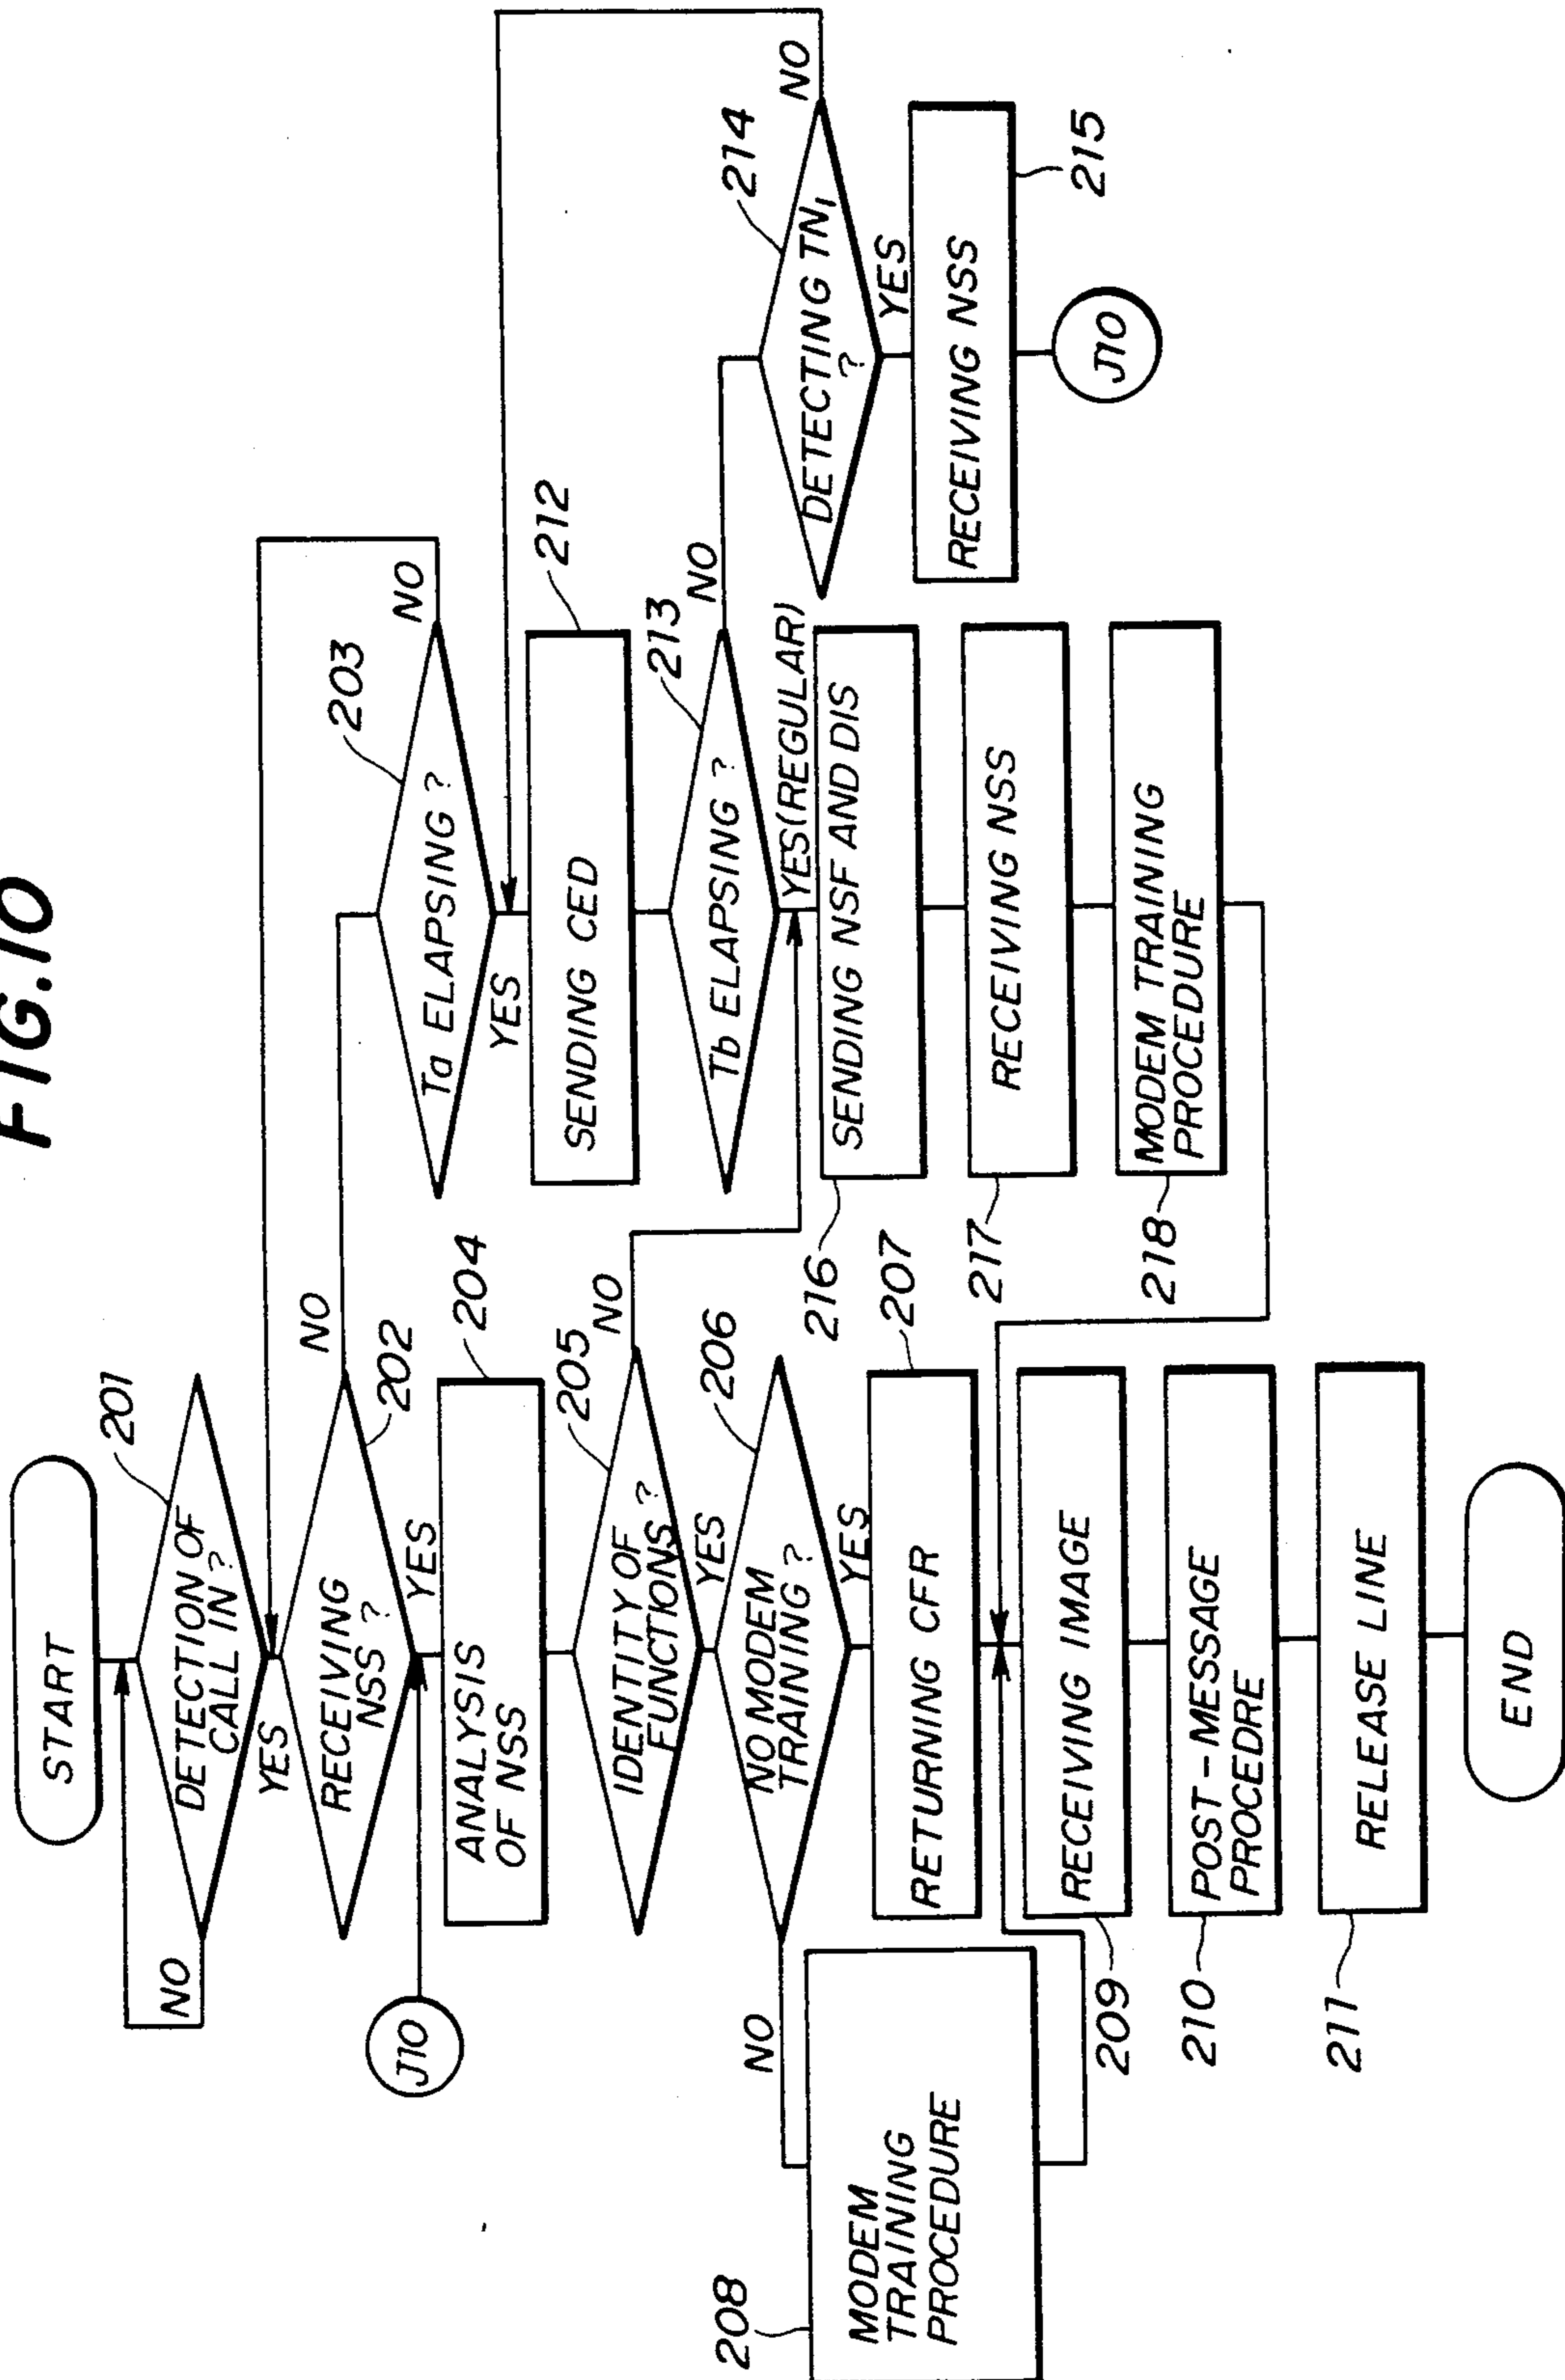 FIG.10
START
201
DETECTION OF
CALL IN ?
NO
YES
RECEIVING
NSS ?
202
NO
YES
J10
203
Ta ELAPSING ?
NO
YES
ANALYSIS
OF NSS
204
212
SENDING CED
IDENTITY OF
FUNCTIONS ?
205
NO
YES
213
Tb ELAPSING ?
NO
YES(REGULAR)
214
DETECTING TN1
?
NO
YES
206
NO MODEM
TRAINING ?
NO
YES
216
SENDING NSF AND DIS
RECEIVING NSS
215
J10
208
MODEM
TRAINING
PROCEDURE
207
RETURNING CFR
217
RECEIVING NSS
209
RECEIVING IMAGE
218
MODEM TRAINING
PROCEDURE
210
POST-MESSAGE
PROCEDRE
211
RELEASE LINE
END